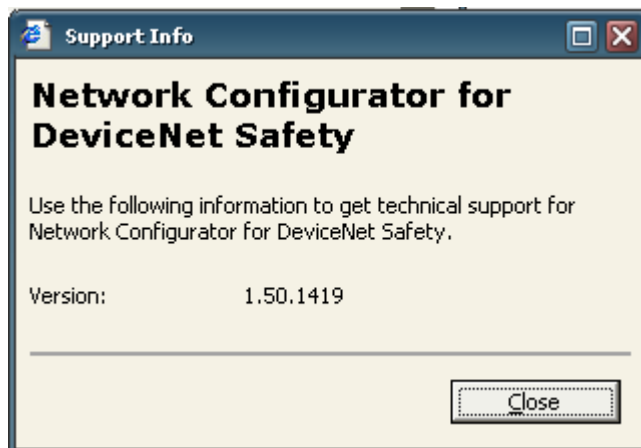 Support Info
Network Configurator for
DeviceNet Safety
Use the following information to get technical support for
Network Configurator for DeviceNet Safety.
Version: 1.50.1419
Close